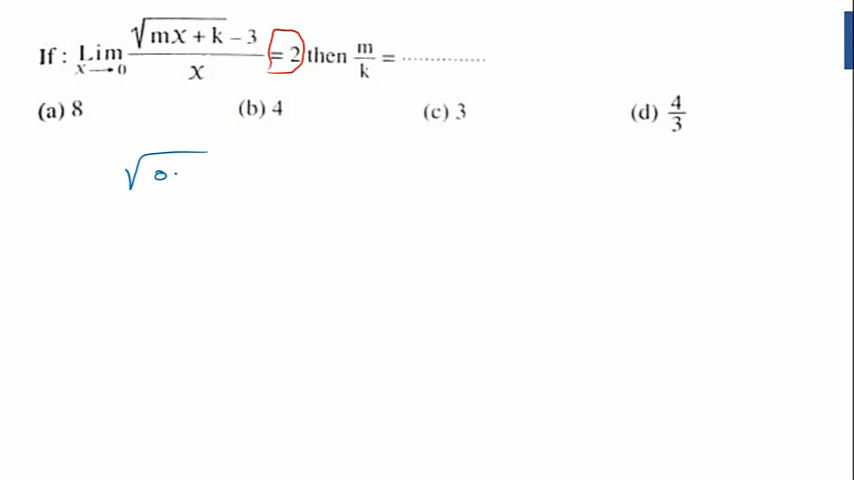 If : Lim √(mx + k) − 3 / x = 2 then m/k = ...............
x → 0
(a) 8 (b) 4 (c) 3 (d) 4/3
√0.